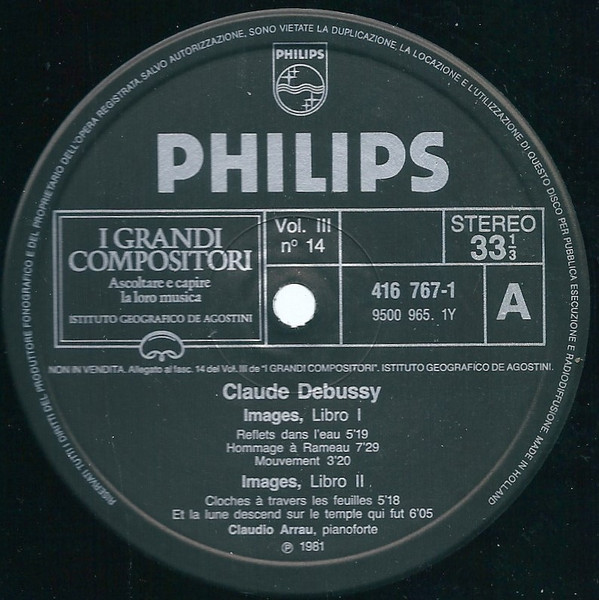 RISERVATI TUTTI I DIRITTI DEL PRODUTTORE FONOGRAFICO E DEL PROPRIETARIO DELL'OPERA REGISTRATA. SALVO AUTORIZZAZIONE, SONO VIETATE LA DUPLICAZIONE, LA LOCAZIONE E L'UTILIZZAZIONE DI QUESTO DISCO PER PUBBLICA ESECUZIONE E RADIODIFFUSIONE. MADE IN HOLLAND
PHILIPS
PHILIPS
I GRANDI
COMPOSITORI
Ascoltare e capire
la loro musica
ISTITUTO GEOGRAFICO DE AGOSTINI
Vol. III
n° 14
STEREO
33⅓
416 767-1
9500 965. 1Y
A
NON IN VENDITA. Allegato al fasc. 14 del Vol. III de "I GRANDI COMPOSITORI". ISTITUTO GEOGRAFICO DE AGOSTINI.
Claude Debussy
Images, Libro I
Reflets dans l'eau 5'19
Hommage à Rameau 7'29
Mouvement 3'20
Images, Libro II
Cloches à travers les feuilles 5'18
Et la lune descend sur le temple qui fut 6'05
Claudio Arrau, pianoforte
℗ 1981